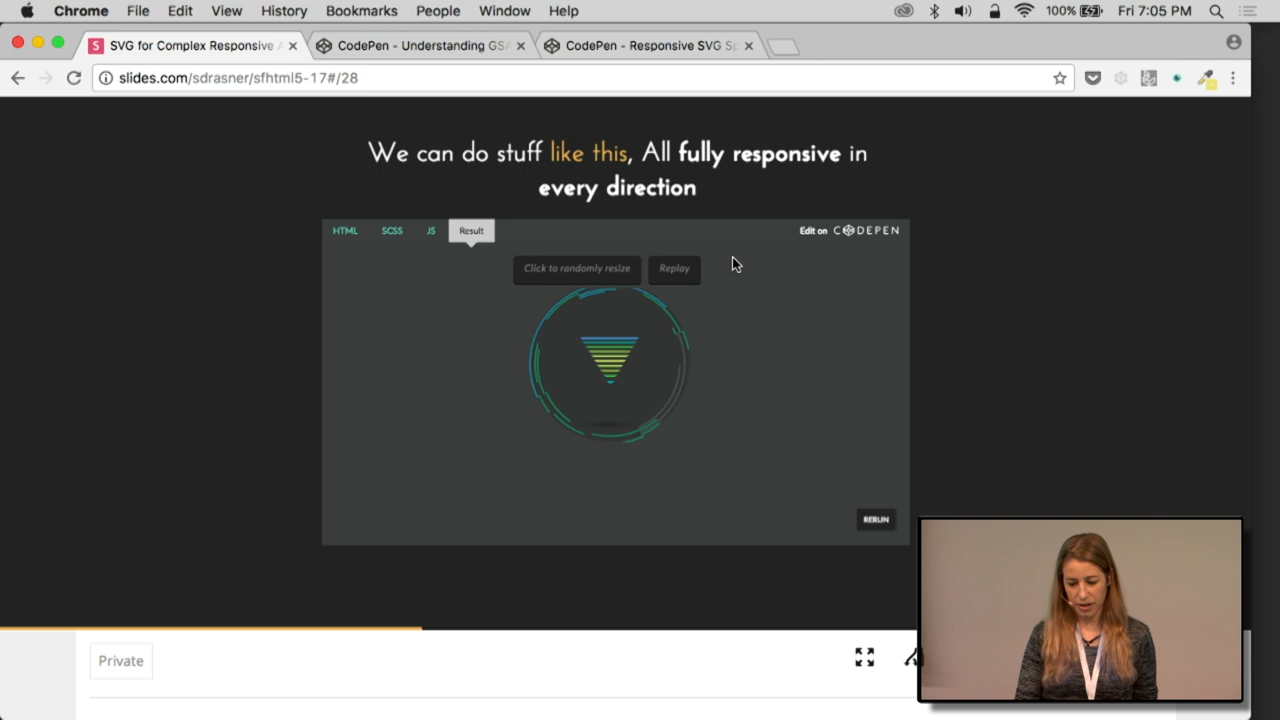 Chrome File Edit View History Bookmarks People Window Help 100% Fri 7:05 PM
S SVG for Complex Responsive A CodePen - Understanding GSA CodePen - Responsive SVG Sp
slides.com/sdrasner/sfhtml5-17#/28
We can do stuff like this, All fully responsive in
every direction
HTML SCSS JS Result Edit on CODEPEN
Click to randomly resize Replay
RERUN
Private